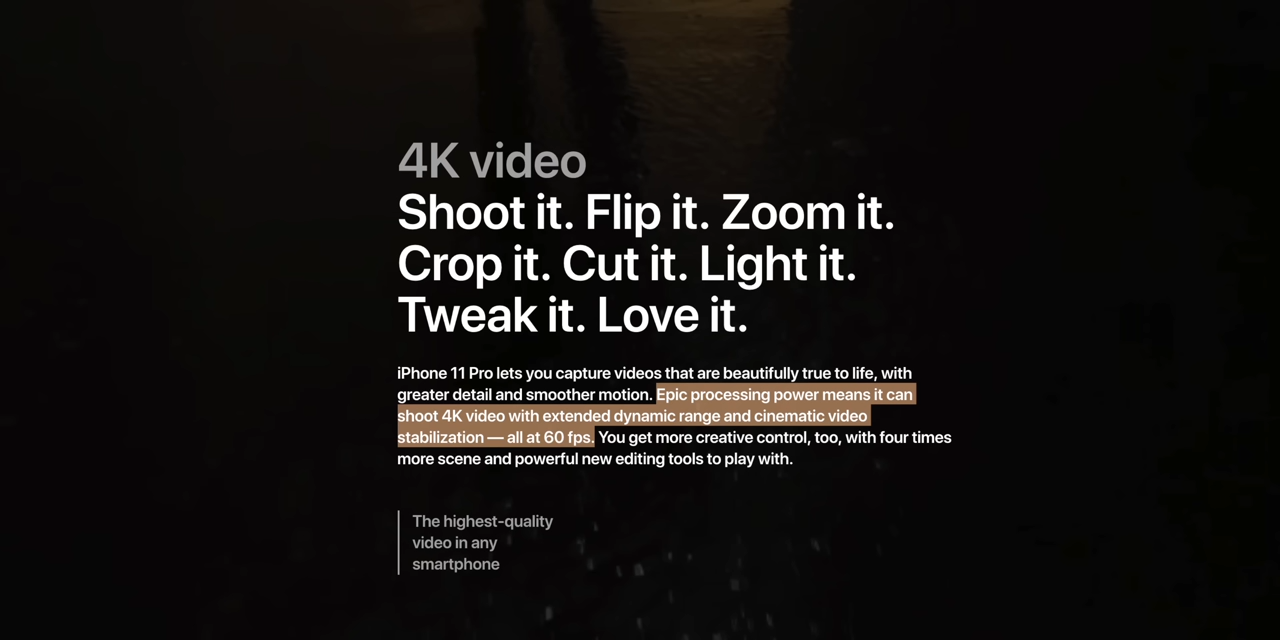 4K video
Shoot it. Flip it. Zoom it.
Crop it. Cut it. Light it.
Tweak it. Love it.
iPhone 11 Pro lets you capture videos that are beautifully true to life, with
greater detail and smoother motion. Epic processing power means it can
shoot 4K video with extended dynamic range and cinematic video
stabilization — all at 60 fps. You get more creative control, too, with four times
more scene and powerful new editing tools to play with.
The highest-quality
video in any
smartphone